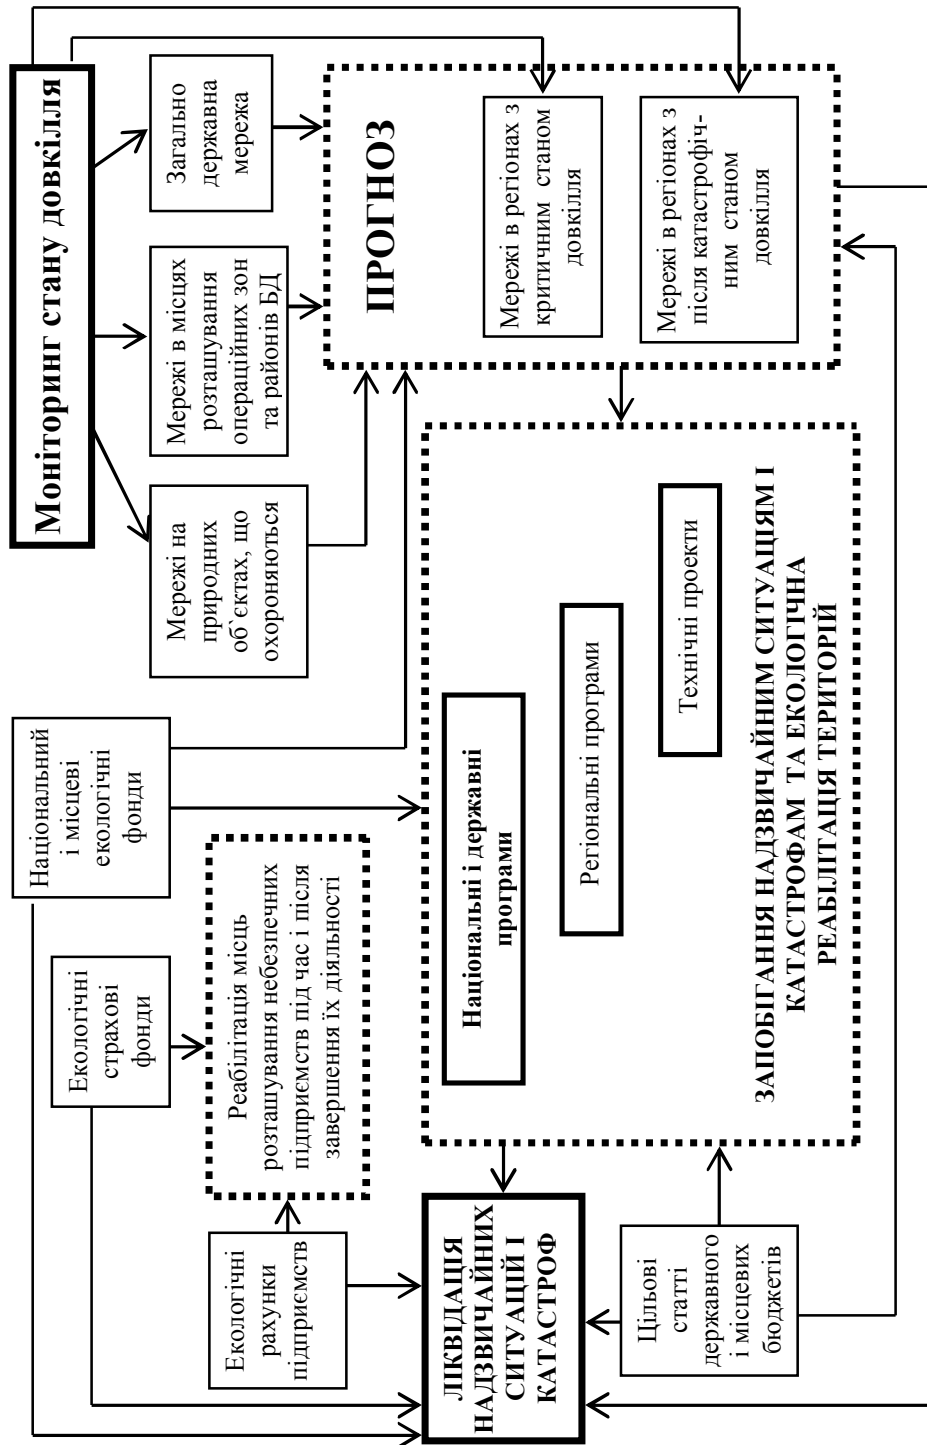 Моніторинг стану довкілля
Загально
державна
мережа
Мережі в місцях
розташування
операційних зон
та районів БД
Мережі на
природних
об`єктах, що
охороняються
ПРОГНОЗ
Мережі в регіонах з
критичним станом
довкілля
Мережі в регіонах з
після катастрофіч-
ним станом
довкілля
Національний
і місцеві
екологічні
фонди
Екологічні
страхові
фонди
Реабілітація місць
розташування небезпечних
підприємств під час і після
завершення їх діяльності
Екологічні
рахунки
підприємств
Національні і державні
програми
Регіональні програми
Технічні проекти
ЗАПОБІГАННЯ НАДЗВИЧАЙНИМ СИТУАЦІЯМ І
КАТАСТРОФАМ ТА ЕКОЛОГІЧНА
РЕАБІЛІТАЦІЯ ТЕРИТОРІЙ
ЛІКВІДАЦІЯ
НАДЗВИЧАЙНИХ
СИТУАЦІЙ І
КАТАСТРОФ
Цільові
статті
державного
і місцевих
бюджетів